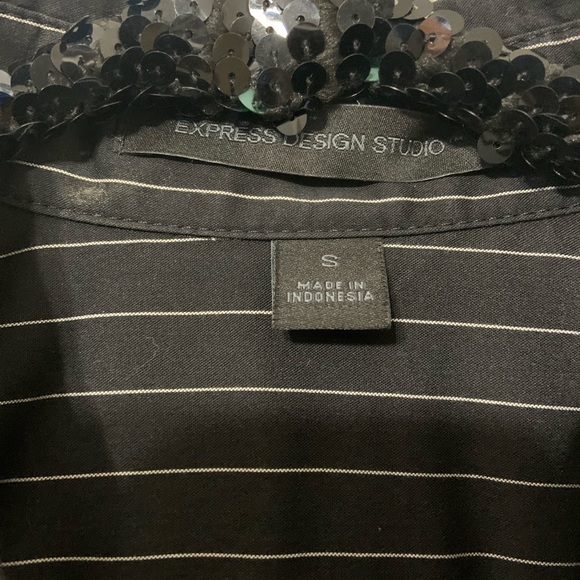 EXPRESS DESIGN STUDIO
S
MADE IN
INDONESIA